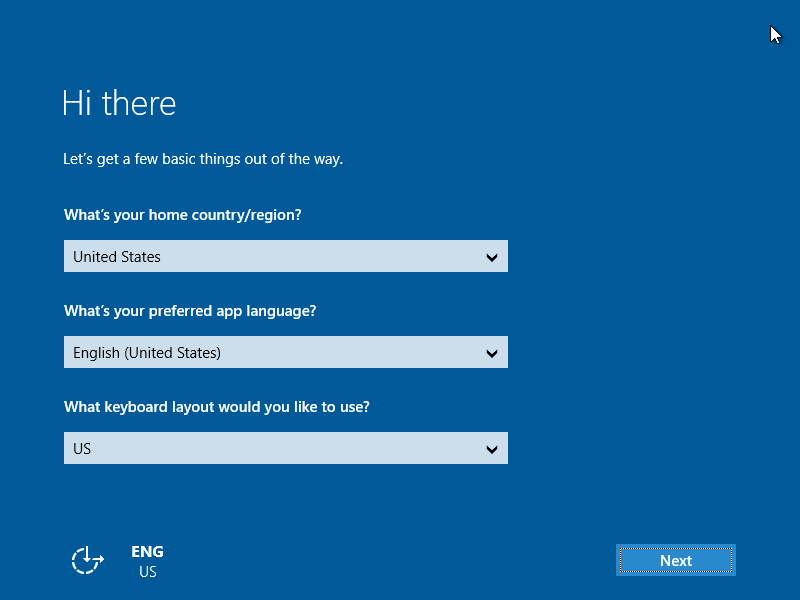 Hi there
Let's get a few basic things out of the way.
What's your home country/region?
United States
What's your preferred app language?
English (United States)
What keyboard layout would you like to use?
US
ENG
US
Next